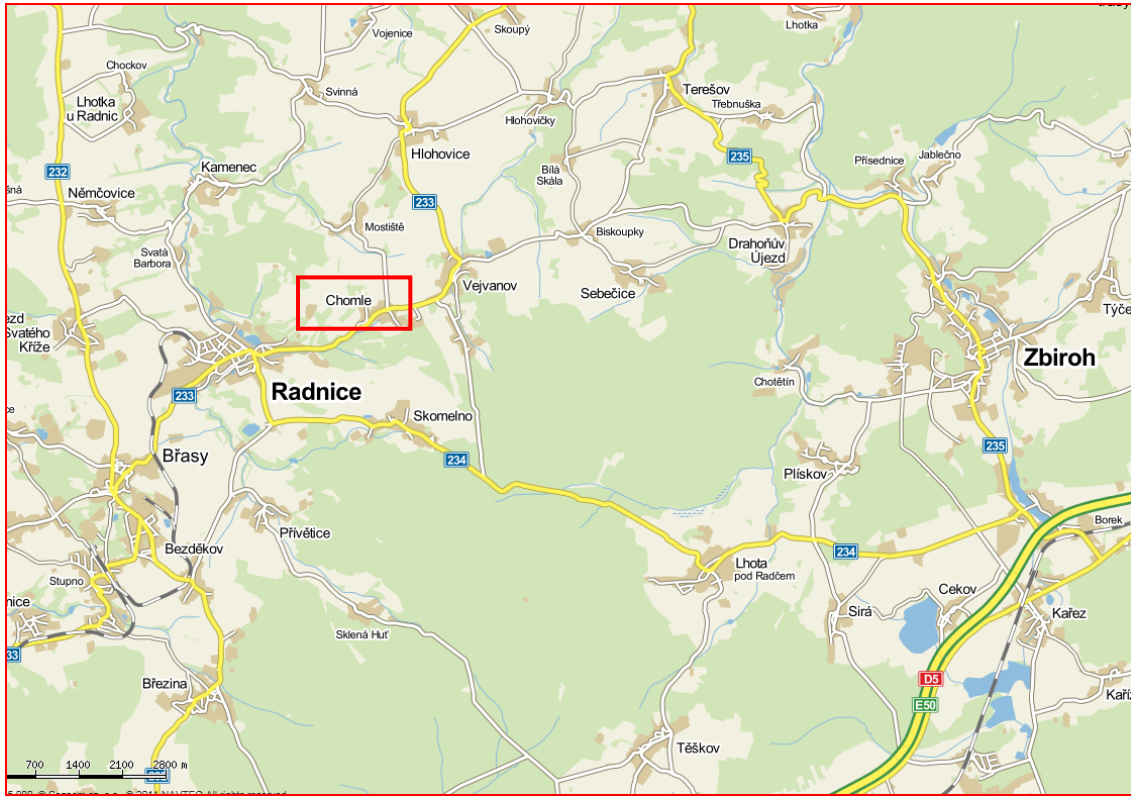 Lhotka
Vojenice
Skoupý
Chockov
Svinná
Lhotka
u Radnic
Terešov
Třebnuška
Hlohovičky
Hlohovice
235
Přísednice
Jablečno
232
Kamenec
Bílá
Skála
Němčovice
233
Mostiště
Biskoupky
Drahoňův
Újezd
Svatá
Barbora
Vejvanov
Sebečice
Chomle
Svatého
Kříže
Zbiroh
Radnice
233
Chotětín
Skomelno
234
235
Břasy
Plískov
Přívětice
Borek
Bezděkov
234
Lhota
pod Radčem
Stupno
Cekov
Sirá
Kařez
Sklená Huť
D5
E50
Březina
Těškov
700 1400 2100 2800 m